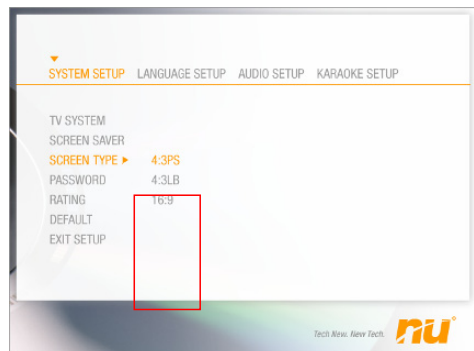 SYSTEM SETUP LANGUAGE SETUP AUDIO SETUP KARAOKE SETUP
TV SYSTEM
SCREEN SAVER
SCREEN TYPE ▶ 4:3PS
PASSWORD 4:3LB
RATING 16:9
DEFAULT
EXIT SETUP
Tech New. New Tech. nu